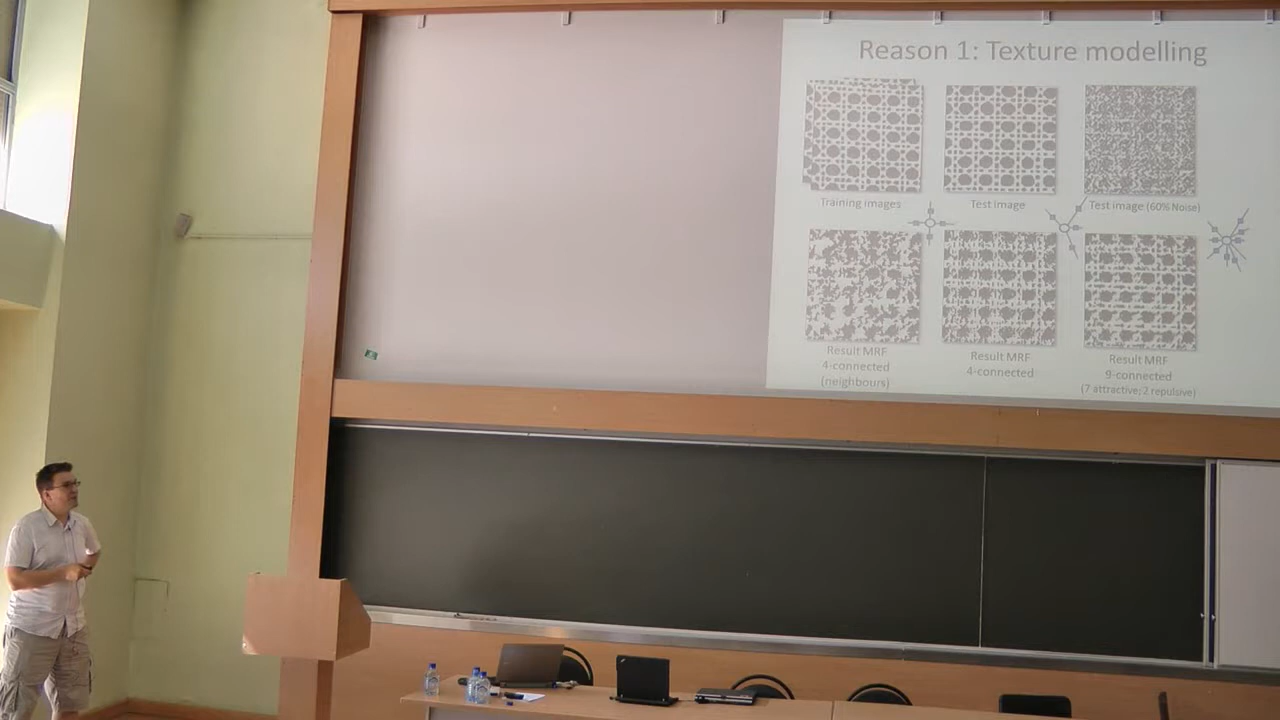 Reason 1: Texture modelling
Training images
Test image
Test image (60% Noise)
Result MRF
4-connected
(neighbours)
Result MRF
4-connected
Result MRF
9-connected
(7 attractive; 2 repulsive)